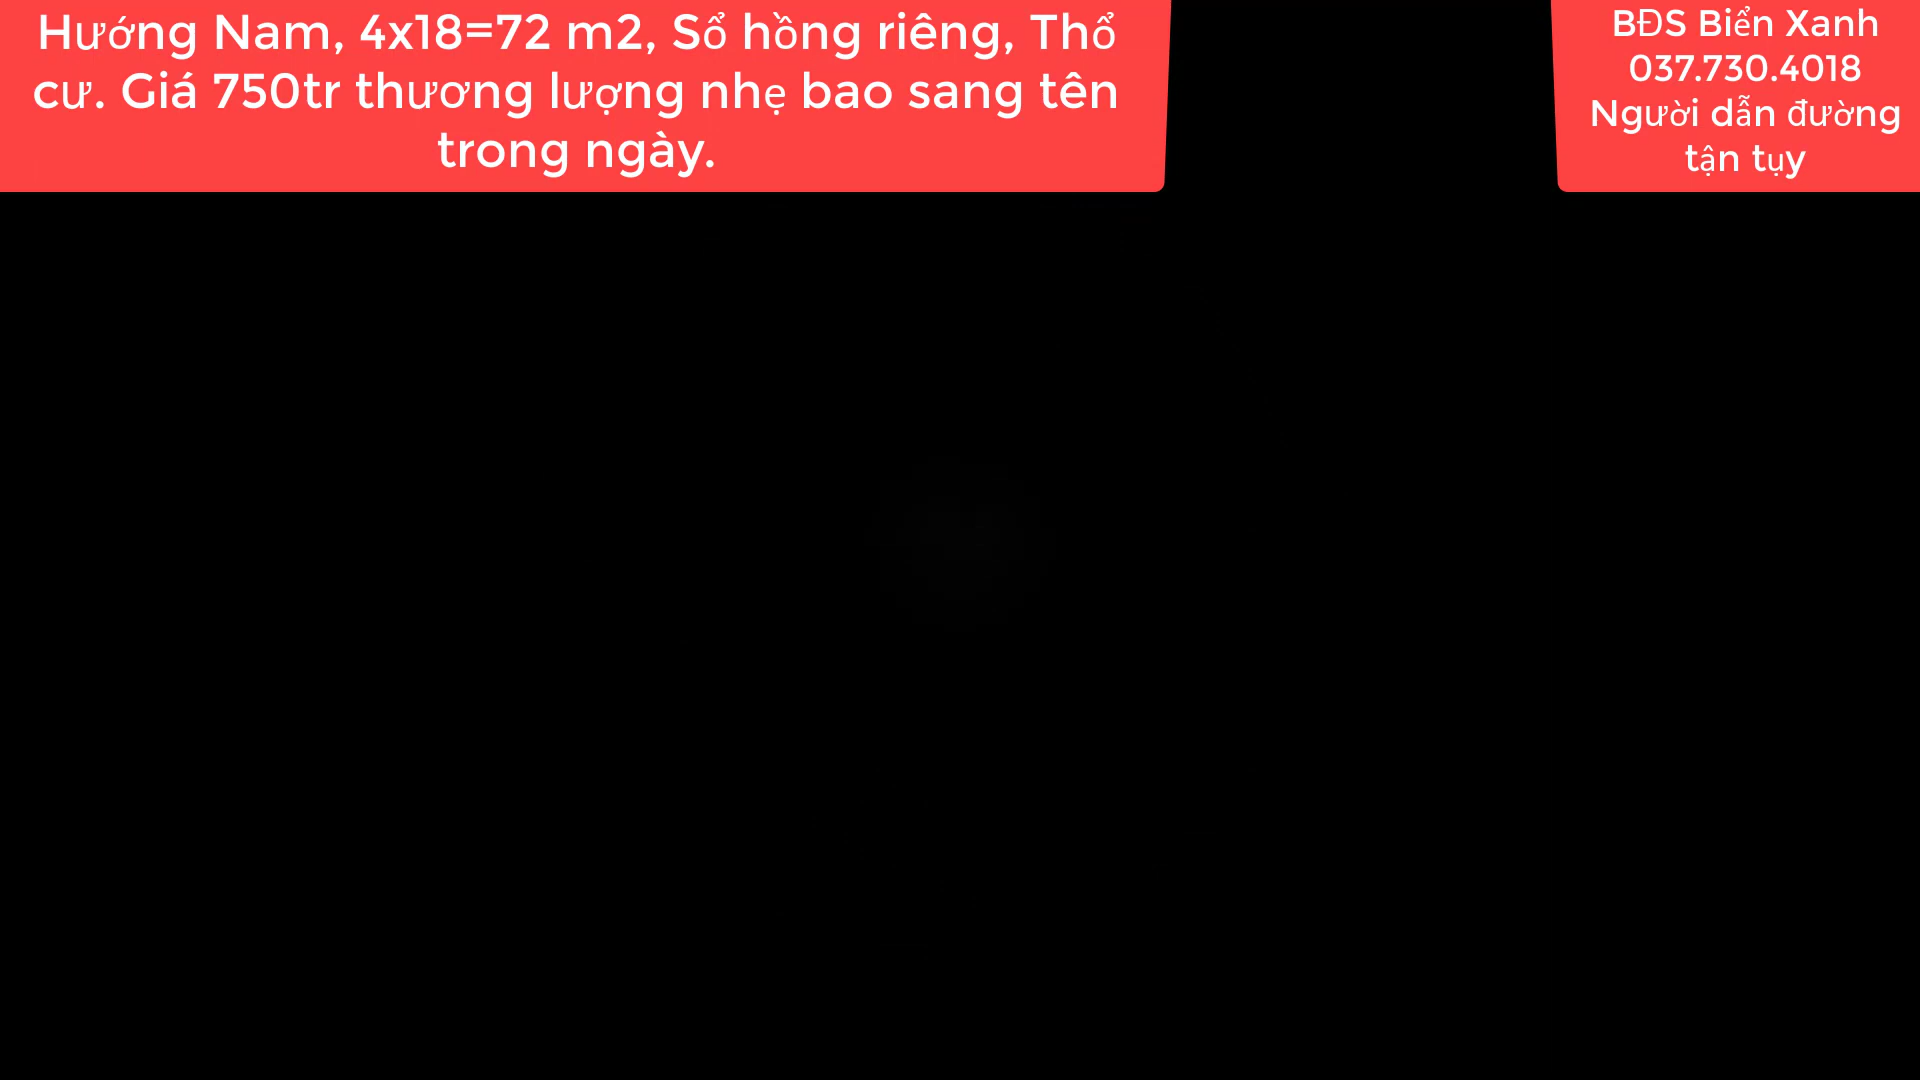 Hướng Nam, 4x18=72 m2, Sổ hồng riêng, Thổ
cư. Giá 750tr thương lượng nhẹ bao sang tên
trong ngày.
BĐS Biển Xanh
037.730.4018
Người dẫn đường
tận tụy